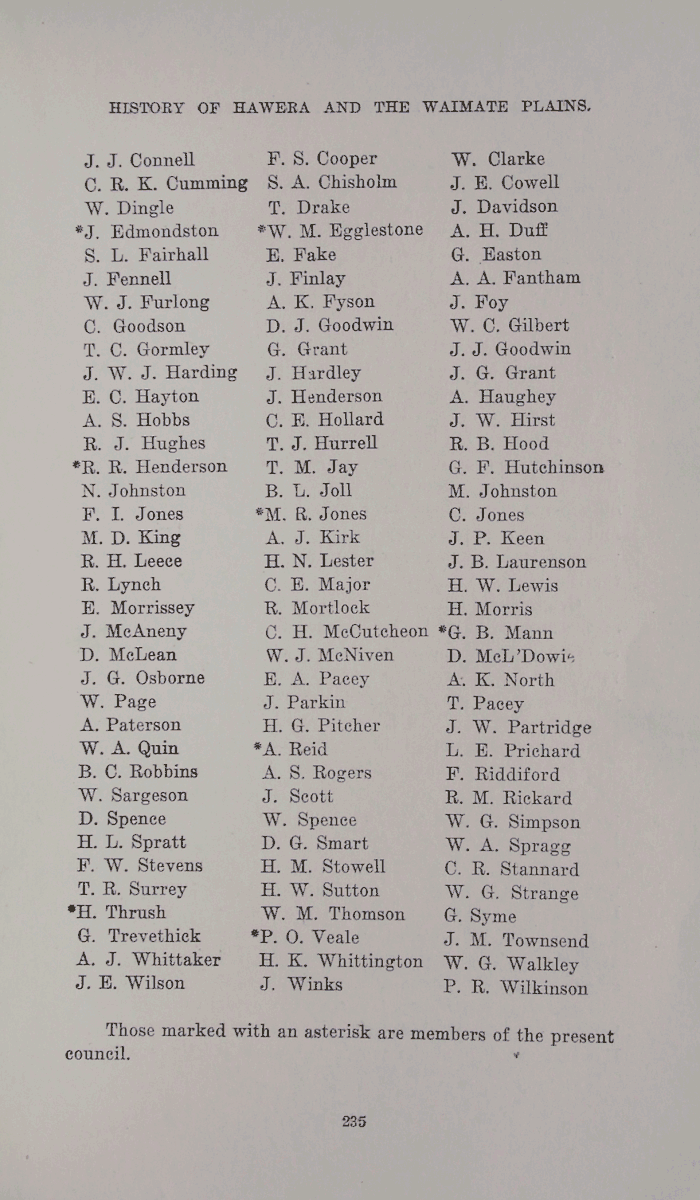 HISTORY OF HAWERA AND THE WAIMATE PLAINS.
J. J. Connell F. S. Cooper W. Clarke
C. R. K. Cumming S. A. Chisholm J. E. Cowell
W. Dingle T. Drake J. Davidson
*J. Edmondston *W. M. Egglestone A. H. Duff
S. L. Fairhall E. Fake G. Easton
J. Fennell J. Finlay A. A. Fantham
W. J. Furlong A. K. Fyson J. Foy
C. Goodson D. J. Goodwin W. C. Gilbert
T. C. Gormley G. Grant J. J. Goodwin
J. W. J. Harding J. Hardley J. G. Grant
E. C. Hayton J. Henderson A. Haughey
A. S. Hobbs C. E. Hollard J. W. Hirst
R. J. Hughes T. J. Hurrell R. B. Hood
*R. R. Henderson T. M. Jay G. F. Hutchinson
N. Johnston B. L. Joll M. Johnston
F. I. Jones *M. R. Jones C. Jones
M. D. King A. J. Kirk J. P. Keen
R. H. Leece H. N. Lester J. B. Laurenson
R. Lynch C. E. Major H. W. Lewis
E. Morrissey R. Mortlock H. Morris
J. McAneny C. H. McCutcheon *G. B. Mann
D. McLean W. J. McNiven D. McL'Dowie
J. G. Osborne E. A. Pacey A. K. North
W. Page J. Parkin T. Pacey
A. Paterson H. G. Pitcher J. W. Partridge
W. A. Quin *A. Reid L. E. Prichard
B. C. Robbins A. S. Rogers F. Riddiford
W. Sargeson J. Scott R. M. Rickard
D. Spence W. Spence W. G. Simpson
H. L. Spratt D. G. Smart W. A. Spragg
F. W. Stevens H. M. Stowell C. R. Stannard
T. R. Surrey H. W. Sutton W. G. Strange
*H. Thrush W. M. Thomson G. Syme
G. Trevethick *P. O. Veale J. M. Townsend
A. J. Whittaker H. K. Whittington W. G. Walkley
J. E. Wilson J. Winks P. R. Wilkinson
Those marked with an asterisk are members of the present
council.
235